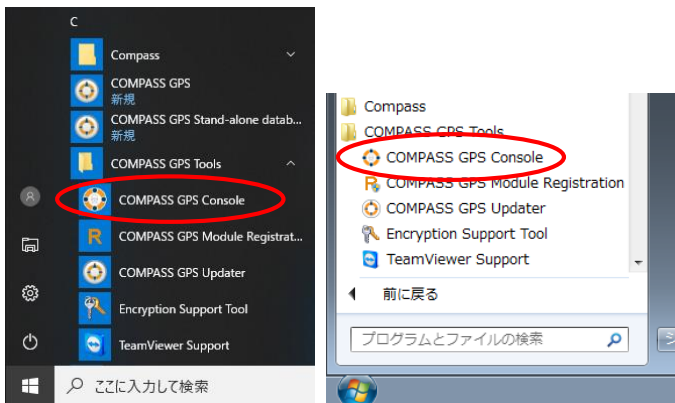 C
Compass
COMPASS GPS
新規
COMPASS GPS Stand-alone datab...
新規
COMPASS GPS Tools
COMPASS GPS Console
COMPASS GPS Module Registrat...
COMPASS GPS Updater
Encryption Support Tool
TeamViewer Support
ここに入力して検索
Compass
COMPASS GPS Tools
COMPASS GPS Console
COMPASS GPS Module Registration
COMPASS GPS Updater
Encryption Support Tool
TeamViewer Support
前に戻る
プログラムとファイルの検索